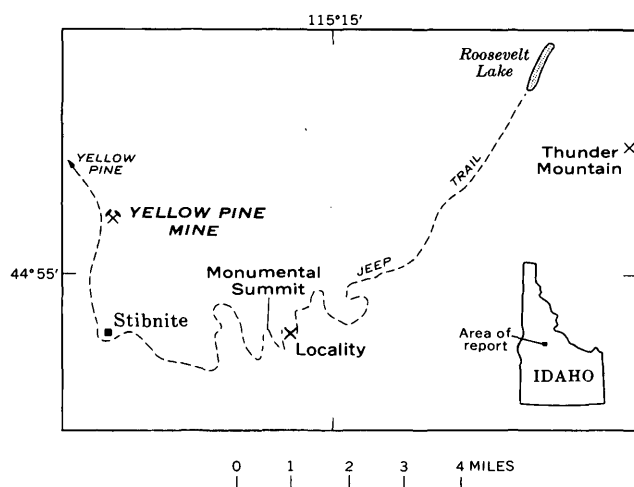 115°15'
Roosevelt
Lake
YELLOW
PINE
Thunder
Mountain
TRAIL
YELLOW PINE
MINE
JEEP
44°55'
Monumental
Summit
Stibnite
Locality
Area of
report
IDAHO
0 1 2 3 4 MILES